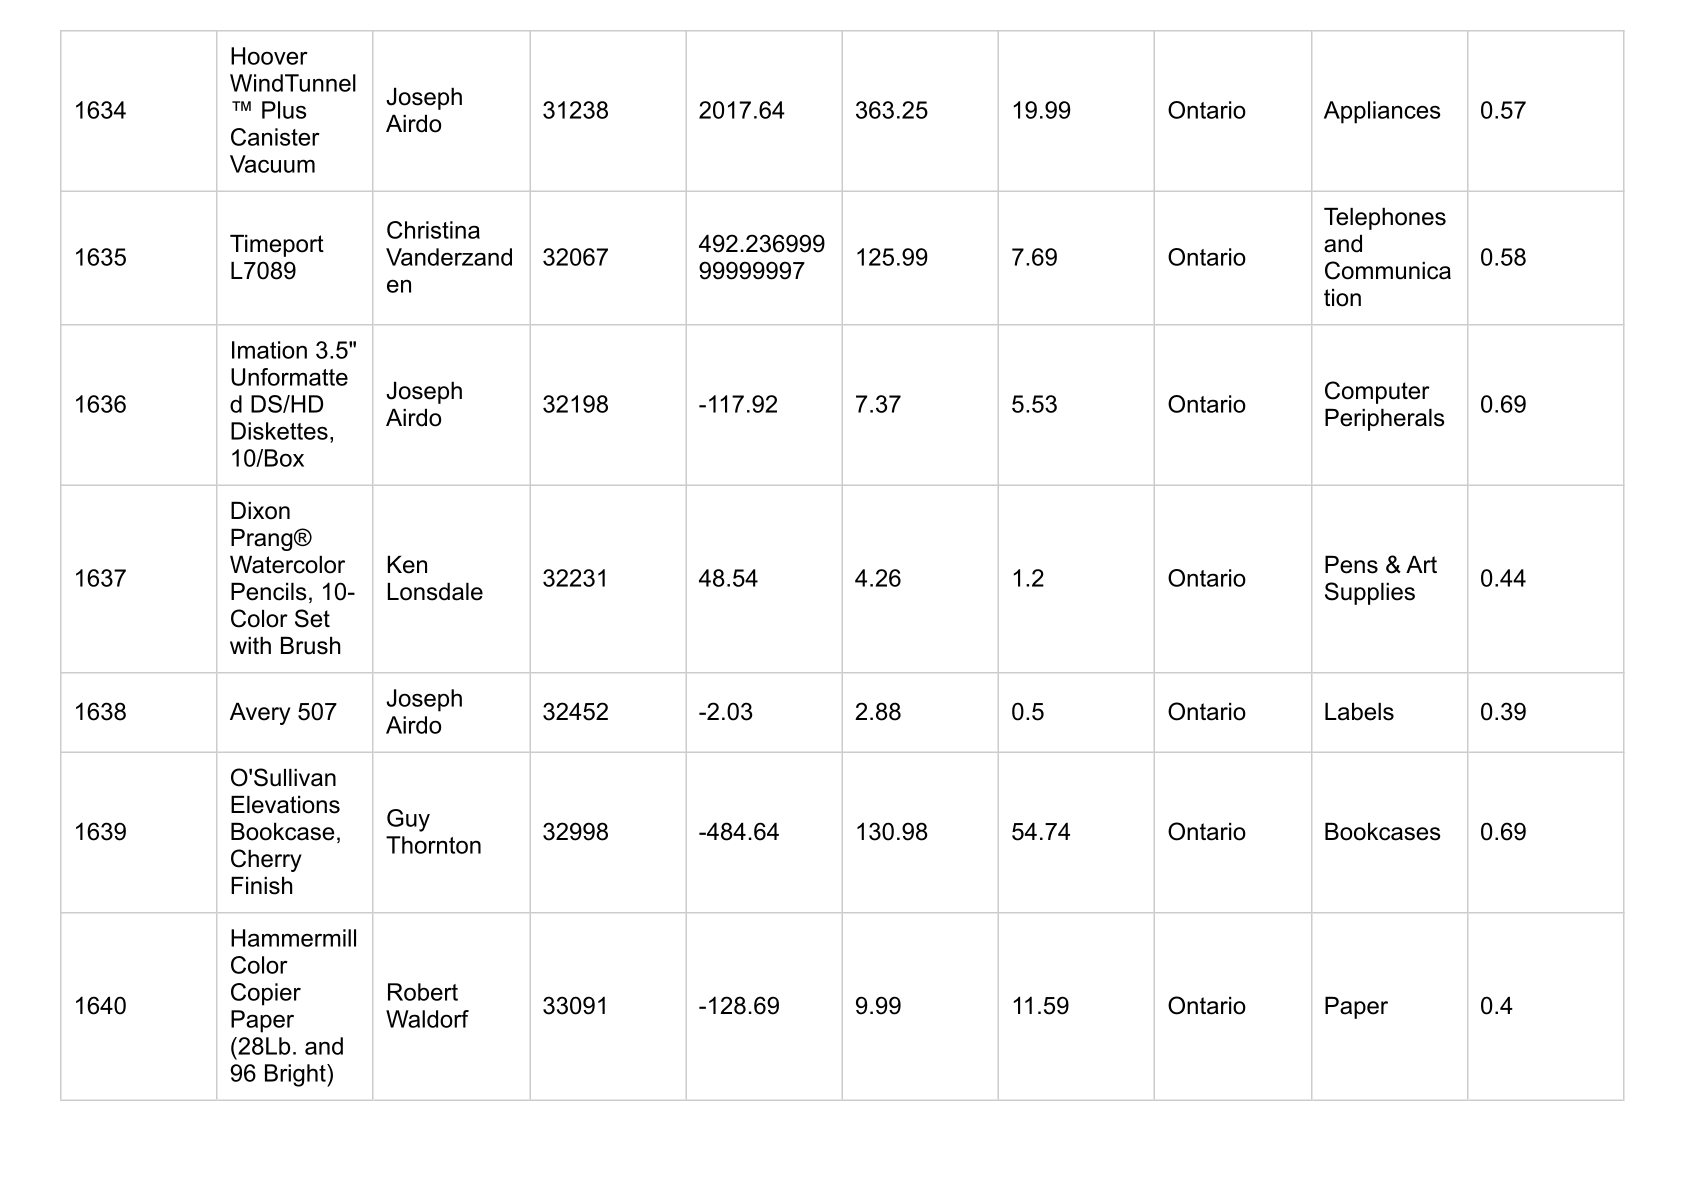 1634
Hoover
WindTunnel
™ Plus
Canister
Vacuum
Joseph
Airdo
31238
2017.64
363.25
19.99
Ontario
Appliances
0.57
1635
Timeport
L7089
Christina
Vanderzand
en
32067
492.236999
99999997
125.99
7.69
Ontario
Telephones
and
Communica
tion
0.58
1636
Imation 3.5"
Unformatte
d DS/HD
Diskettes,
10/Box
Joseph
Airdo
32198
-117.92
7.37
5.53
Ontario
Computer
Peripherals
0.69
1637
Dixon
Prang®
Watercolor
Pencils, 10-
Color Set
with Brush
Ken
Lonsdale
32231
48.54
4.26
1.2
Ontario
Pens & Art
Supplies
0.44
1638
Avery 507
Joseph
Airdo
32452
-2.03
2.88
0.5
Ontario
Labels
0.39
1639
O'Sullivan
Elevations
Bookcase,
Cherry
Finish
Guy
Thornton
32998
-484.64
130.98
54.74
Ontario
Bookcases
0.69
1640
Hammermill
Color
Copier
Paper
(28Lb. and
96 Bright)
Robert
Waldorf
33091
-128.69
9.99
11.59
Ontario
Paper
0.4